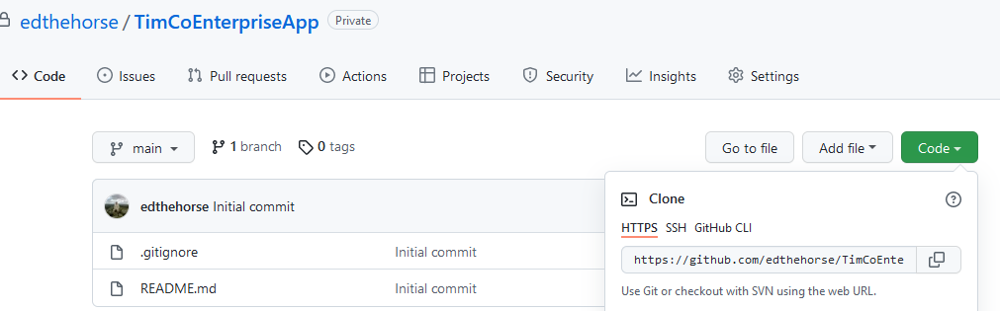 edthehorse / TimCoEnterpriseApp Private
Code Issues Pull requests Actions Projects Security Insights Settings
main 1 branch 0 tags Go to file Add file Code
edthehorse Initial commit
.gitignore Initial commit
README.md Initial commit
Clone
HTTPS SSH GitHub CLI
https://github.com/edthehorse/TimCoEnte
Use Git or checkout with SVN using the web URL.